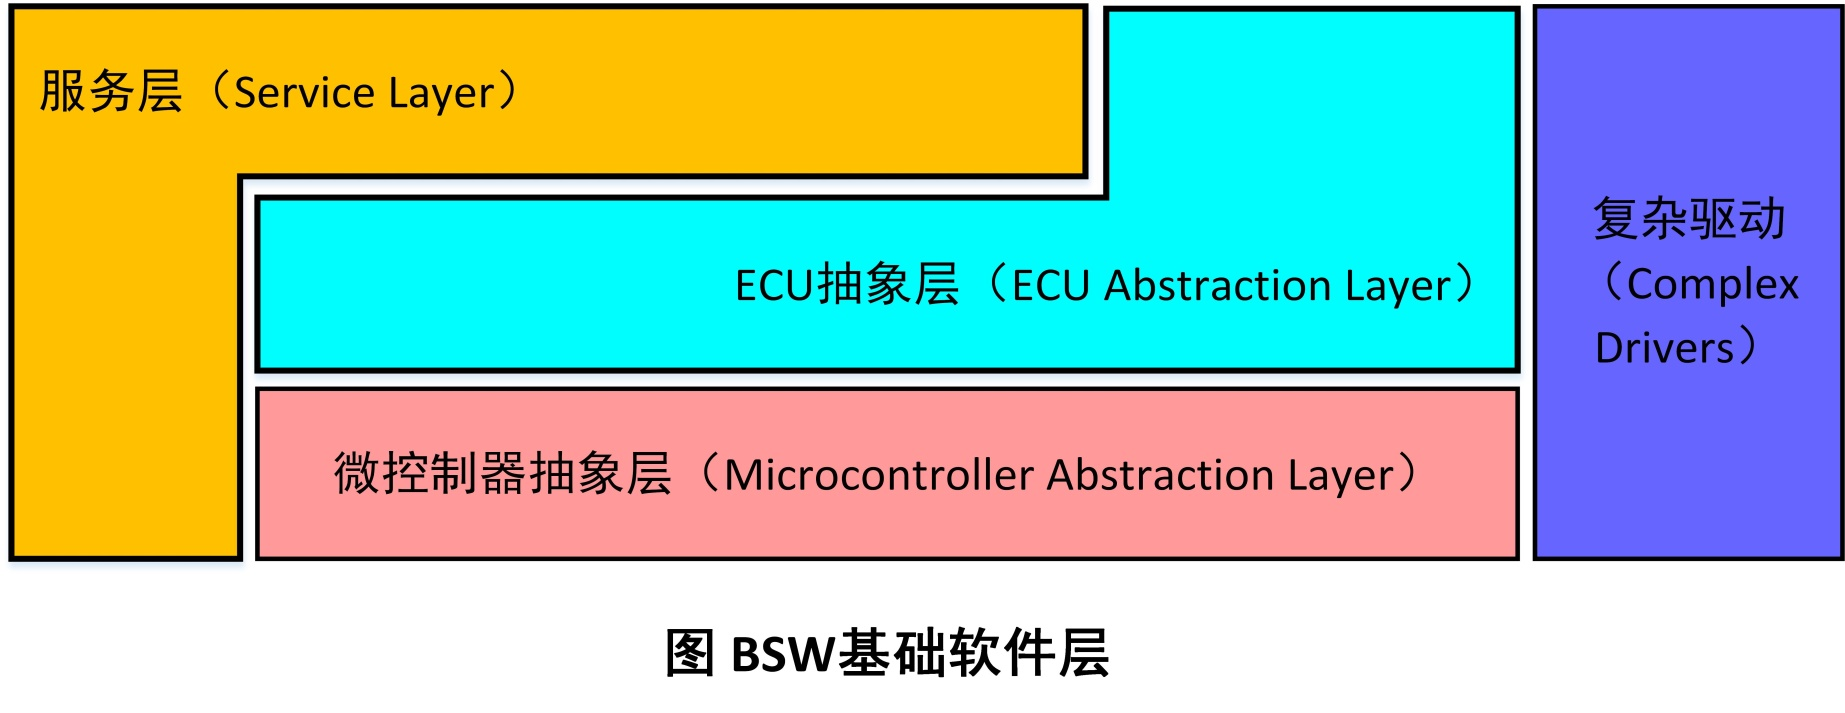 服务层（Service Layer）
ECU抽象层（ECU Abstraction Layer）
微控制器抽象层（Microcontroller Abstraction Layer）
复杂驱动
（Complex
Drivers）
图 BSW基础软件层